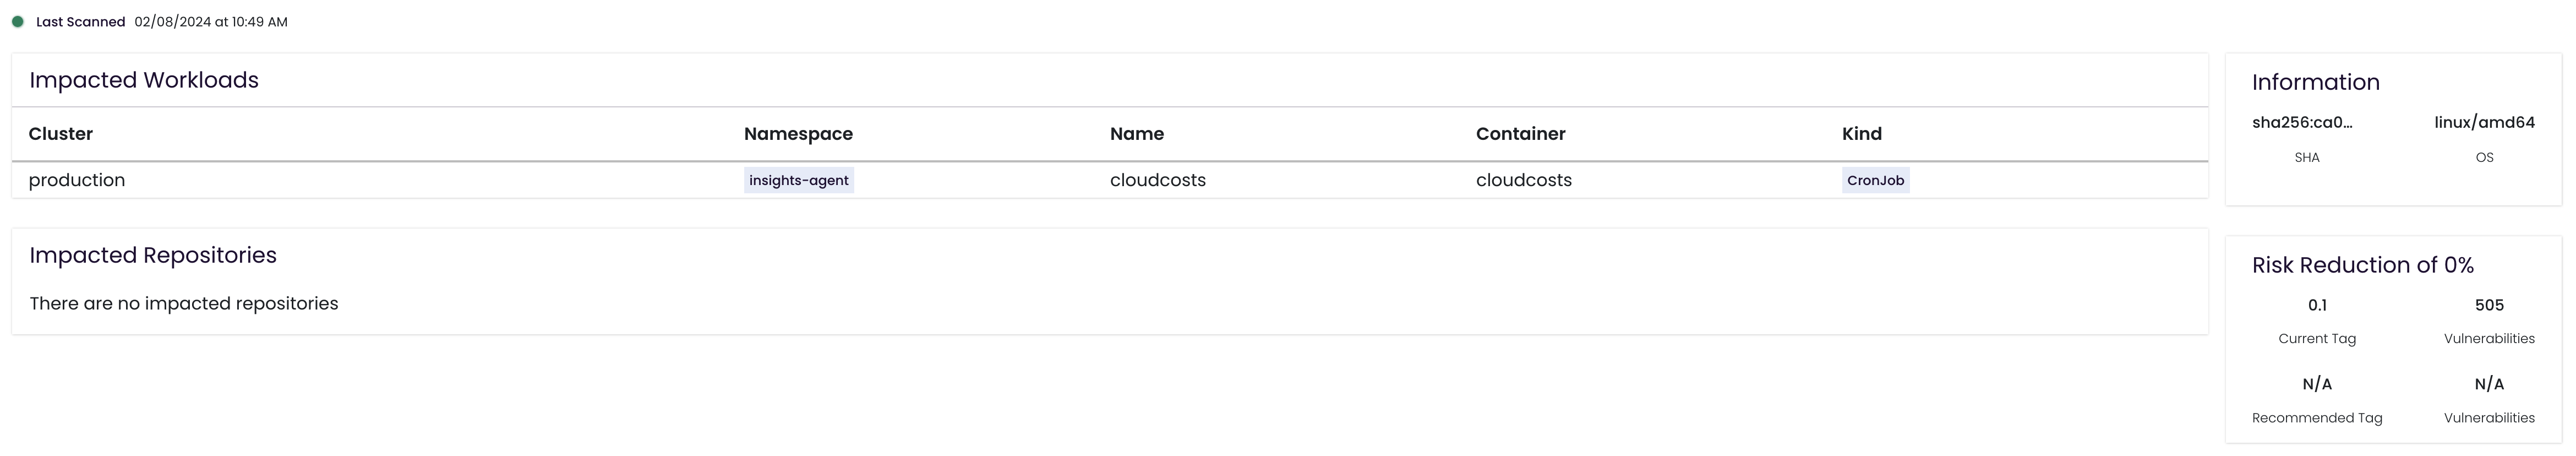 Last Scanned 02/08/2024 at 10:49 AM
Impacted Workloads
Cluster Namespace Name Container Kind
production insights-agent cloudcosts cloudcosts CronJob
Impacted Repositories
There are no impacted repositories
Information
sha256:ca0... linux/amd64
SHA OS
Risk Reduction of 0%
0.1 505
Current Tag Vulnerabilities
N/A N/A
Recommended Tag Vulnerabilities